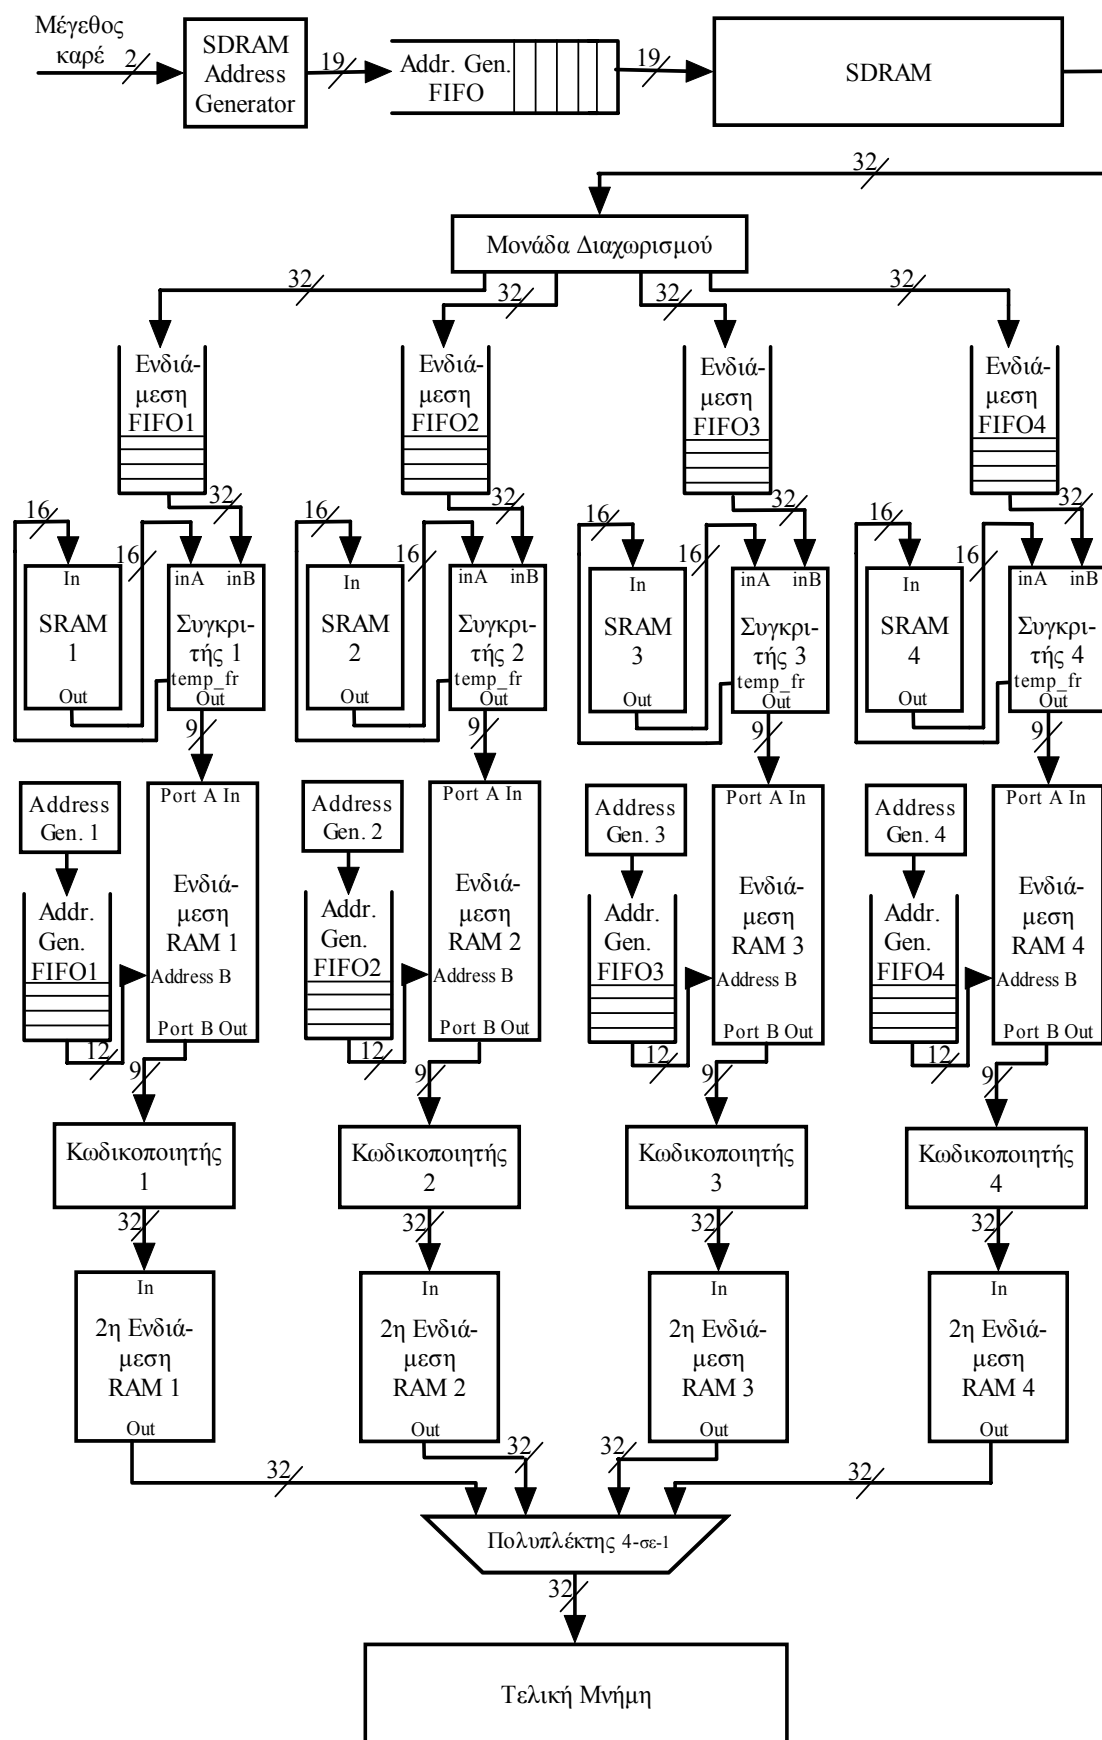 Μέγεθος
καρέ
2
SDRAM
Address
Generator
19
Addr. Gen.
FIFO
19
SDRAM
32
Μονάδα Διαχωρισμού
32 32 32 32
Ενδιά-
μεση
FIFO1
Ενδιά-
μεση
FIFO2
Ενδιά-
μεση
FIFO3
Ενδιά-
μεση
FIFO4
16 16 32
In
SRAM
1
Out
inA inB
Συγκρι-
τής 1
temp_fr
Out
16 16 32
In
SRAM
2
Out
inA inB
Συγκρι-
τής 2
temp_fr
Out
16 16 32
In
SRAM
3
Out
inA inB
Συγκρι-
τής 3
temp_fr
Out
16 16 32
In
SRAM
4
Out
inA inB
Συγκρι-
τής 4
temp_fr
Out
9 9 9 9
Address
Gen. 1
Addr.
Gen.
FIFO1
12
Port A In
Ενδιά-
μεση
RAM 1
Address B
Port B Out
Address
Gen. 2
Addr.
Gen.
FIFO2
12
Port A In
Ενδιά-
μεση
RAM 2
Address B
Port B Out
Address
Gen. 3
Addr.
Gen.
FIFO3
12
Port A In
Ενδιά-
μεση
RAM 3
Address B
Port B Out
Address
Gen. 4
Addr.
Gen.
FIFO4
12
Port A In
Ενδιά-
μεση
RAM 4
Address B
Port B Out
9 9 9 9
Κωδικοποιητής
1
Κωδικοποιητής
2
Κωδικοποιητής
3
Κωδικοποιητής
4
32 32 32 32
In
2η Ενδιά-
μεση
RAM 1
Out
In
2η Ενδιά-
μεση
RAM 2
Out
In
2η Ενδιά-
μεση
RAM 3
Out
In
2η Ενδιά-
μεση
RAM 4
Out
32 32 32 32
Πολυπλέκτης 4-σε-1
32
Τελική Μνήμη